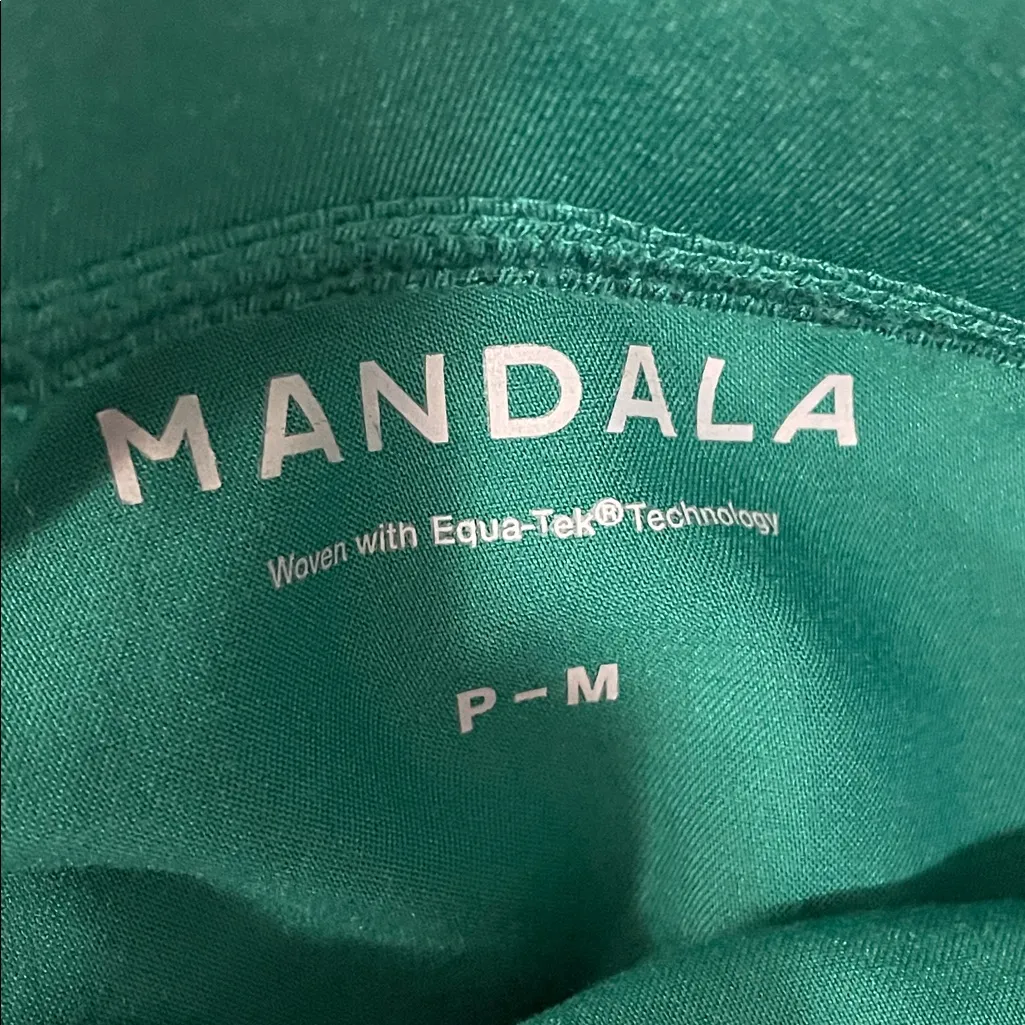 MANDALA
Woven with Equa-Tek® Technology
P – M